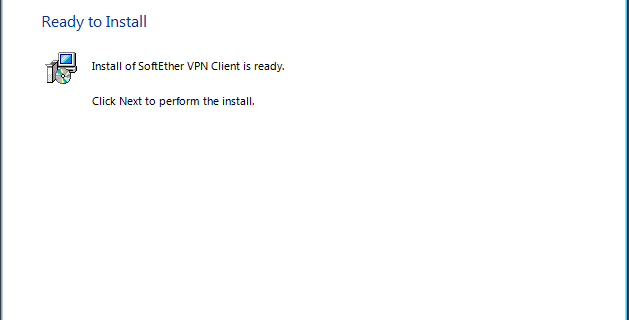 Ready to Install
Install of SoftEther VPN Client is ready.
Click Next to perform the install.